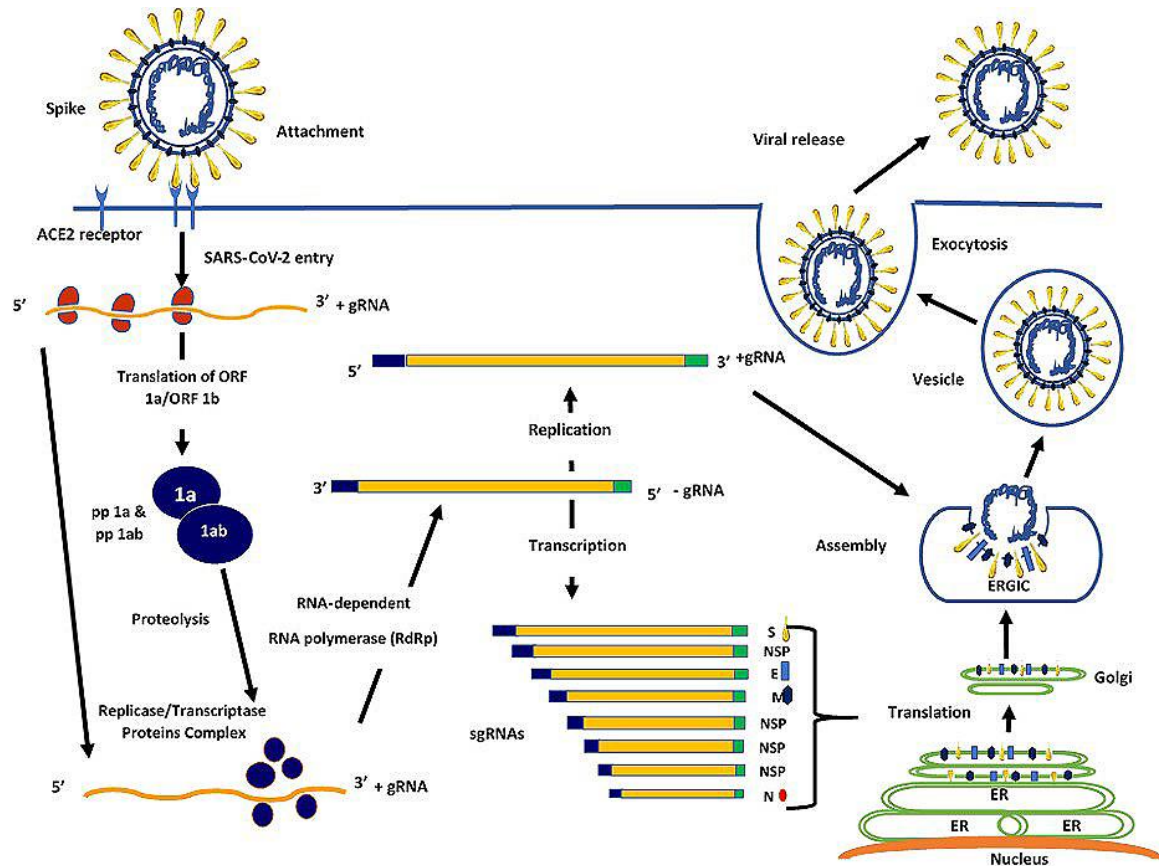 Spike
Attachment
Viral release
ACE2 receptor
SARS-CoV-2 entry
Exocytosis
5’
3’ + gRNA
Translation of ORF
1a/ORF 1b
5’
3’ +gRNA
Vesicle
Replication
1a
pp 1a &
pp 1ab
1ab
3’
5’ - gRNA
Transcription
Assembly
ERGIC
Proteolysis
RNA-dependent
RNA polymerase (RdRp)
Replicase/Transcriptase
Proteins Complex
5’
3’ + gRNA
sgRNAs
S
NSP
E
M
NSP
NSP
NSP
N
Translation
Golgi
ER
ER
ER
Nucleus